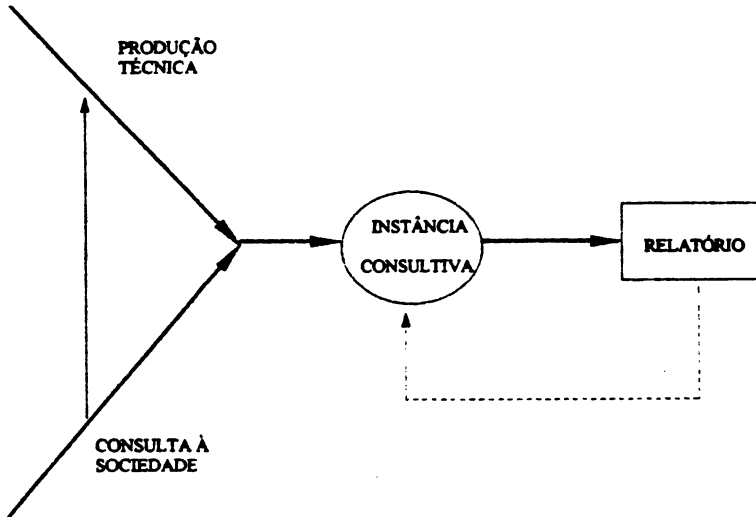 PRODUÇÃO
TÉCNICA
INSTÂNCIA
CONSULTIVA
RELATÓRIO
CONSULTA À
SOCIEDADE